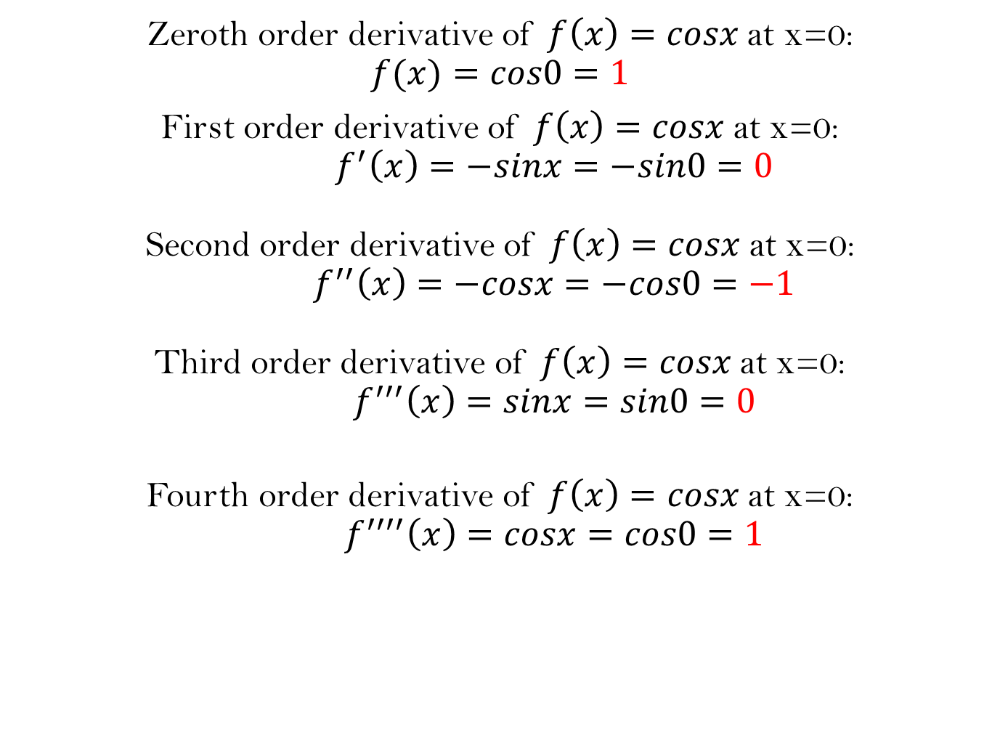 Zeroth order derivative of f(x) = cosx at x=0:
f(x) = cos0 = 1
First order derivative of f(x) = cosx at x=0:
f′(x) = −sinx = −sin0 = 0
Second order derivative of f(x) = cosx at x=0:
f′′(x) = −cosx = −cos0 = −1
Third order derivative of f(x) = cosx at x=0:
f′′′(x) = sinx = sin0 = 0
Fourth order derivative of f(x) = cosx at x=0:
f′′′′(x) = cosx = cos0 = 1